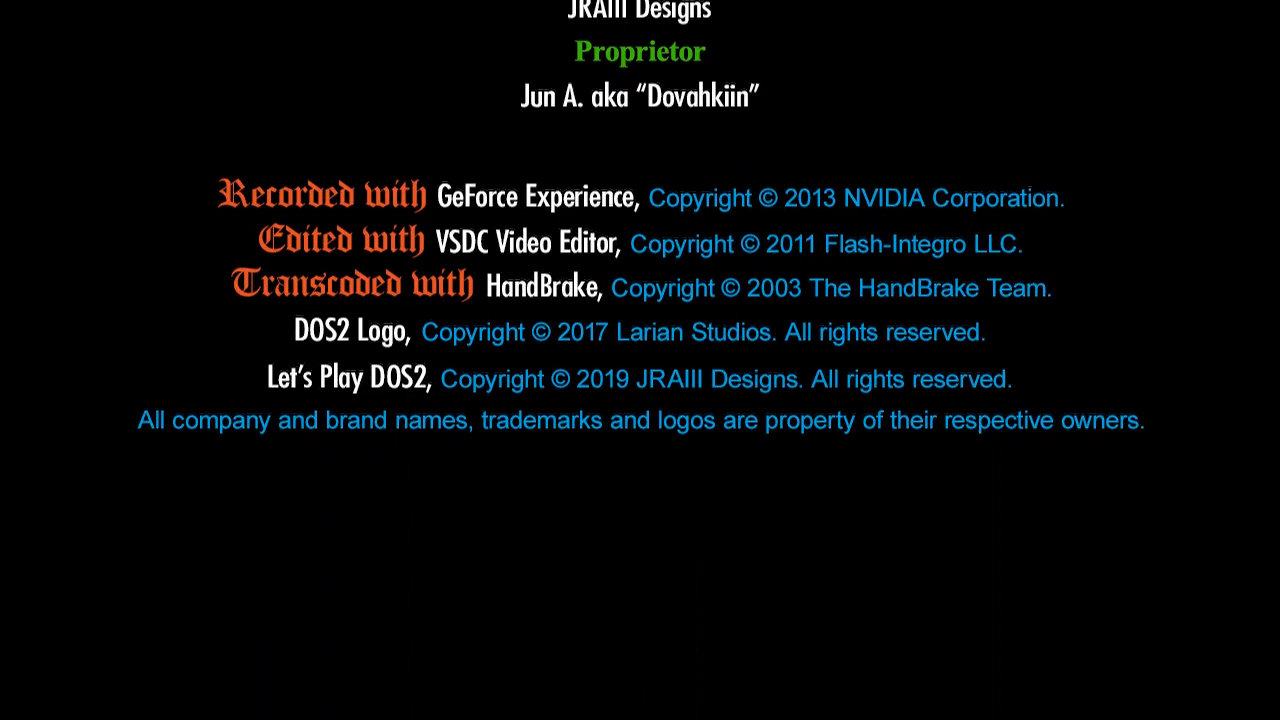 JRAIII Designs
Proprietor
Jun A. aka “Dovahkiin”
Recorded with GeForce Experience, Copyright © 2013 NVIDIA Corporation.
Edited with VSDC Video Editor, Copyright © 2011 Flash-Integro LLC.
Transcoded with HandBrake, Copyright © 2003 The HandBrake Team.
DOS2 Logo, Copyright © 2017 Larian Studios. All rights reserved.
Let’s Play DOS2, Copyright © 2019 JRAIII Designs. All rights reserved.
All company and brand names, trademarks and logos are property of their respective owners.